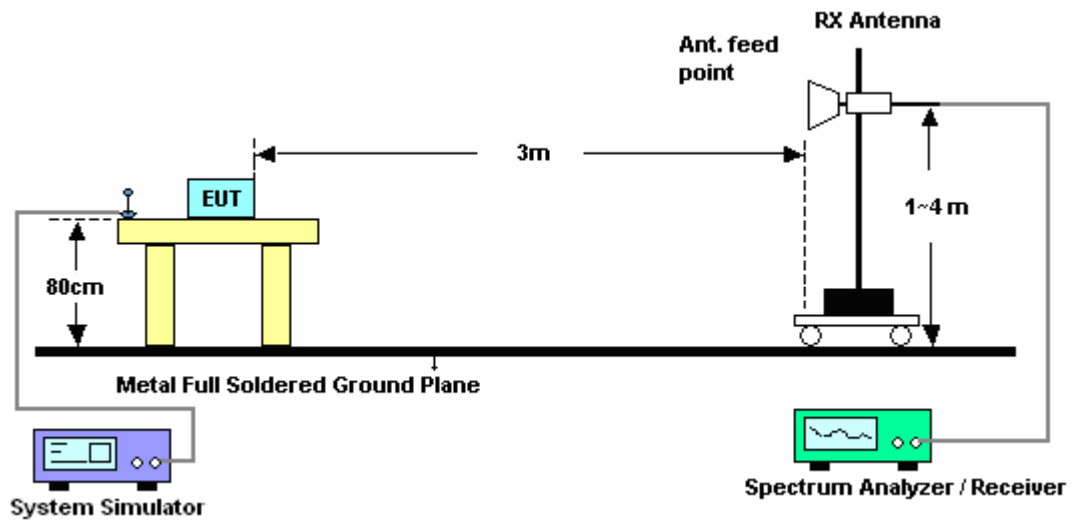 RX Antenna
Ant. feed
point
3m
EUT
1~4 m
80cm
Metal Full Soldered Ground Plane
System Simulator
Spectrum Analyzer / Receiver